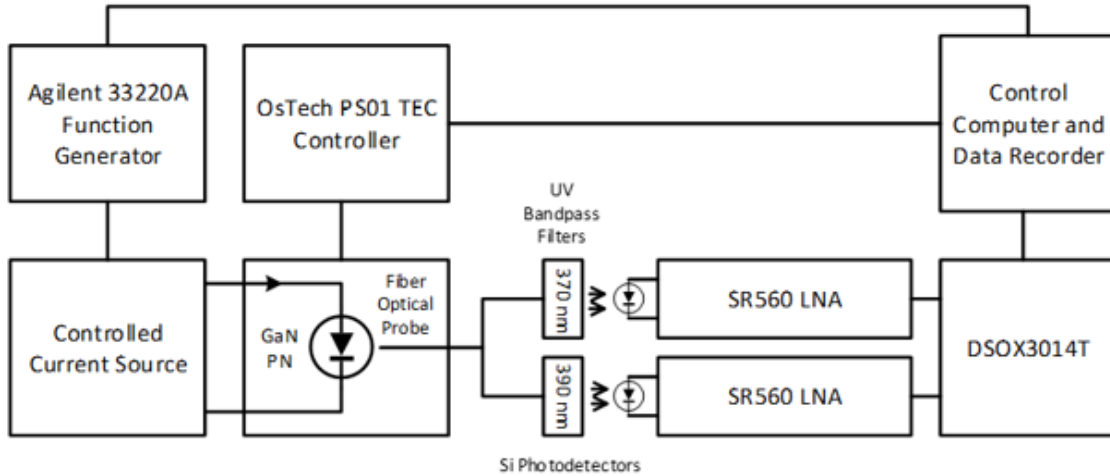 Agilent 33220A
Function
Generator
OsTech PS01 TEC
Controller
Control
Computer and
Data Recorder
UV
Bandpass
Filters
Controlled
Current Source
GaN
PN
Fiber
Optical
Probe
370 nm
SR560 LNA
390 nm
SR560 LNA
DSOX3014T
Si Photodetectors